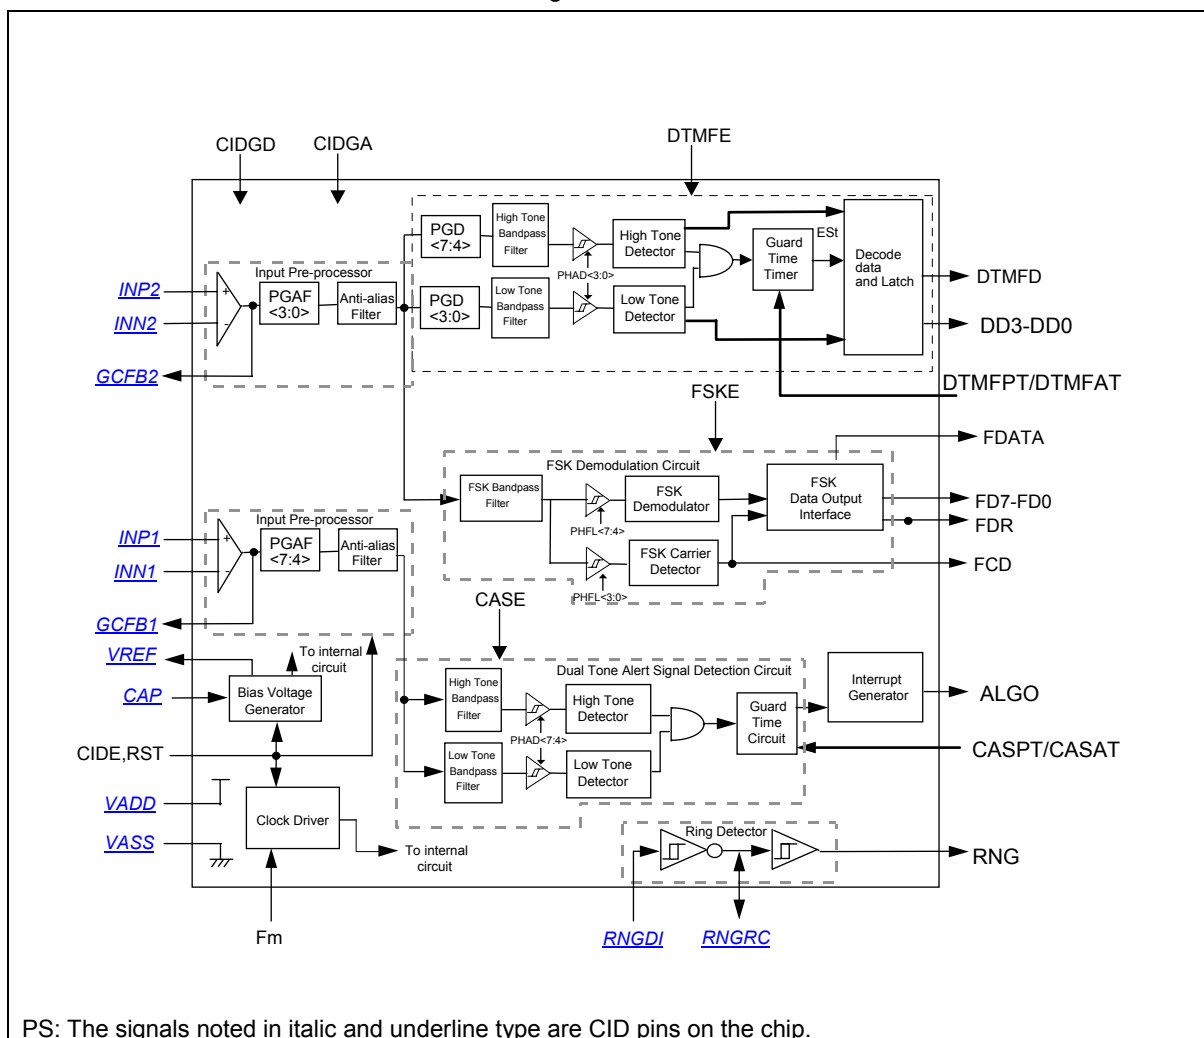 CIDGD
CIDGA
DTMFE
High Tone
Bandpass
Filter
PGD
<7:4>
High Tone
Detector
Guard
Time
Timer
ESt
Decode
data
and Latch
DTMFD
DD3-DD0
PHAD<3:0>
PGD
<3:0>
Low Tone
Bandpass
Filter
Low Tone
Detector
DTMFPT/DTMFAT
Input Pre-processor
INP2
+
INN2
-
PGAF
<3:0>
Anti-alias
Filter
GCFB2
FSKE
FDATA
FSK Demodulation Circuit
FSK Bandpass
Filter
FSK
Demodulator
FSK
Data Output
Interface
FD7-FD0
FDR
PHFL<7:4>
FSK Carrier
Detector
FCD
PHFL<3:0>
Input Pre-processor
INP1
+
INN1
-
PGAF
<7:4>
Anti-alias
Filter
GCFB1
CASE
VREF
To internal
circuit
CAP
Bias Voltage
Generator
Dual Tone Alert Signal Detection Circuit
High Tone
Bandpass
Filter
High Tone
Detector
Guard
Time
Circuit
Interrupt
Generator
ALGO
PHAD<7:4>
CASPT/CASAT
Low Tone
Bandpass
Filter
Low Tone
Detector
CIDE,RST
VADD
Clock Driver
VASS
To internal
circuit
Ring Detector
RNG
Fm
RNGDI
RNGRC
PS: The signals noted in italic and underline type are CID pins on the chip.